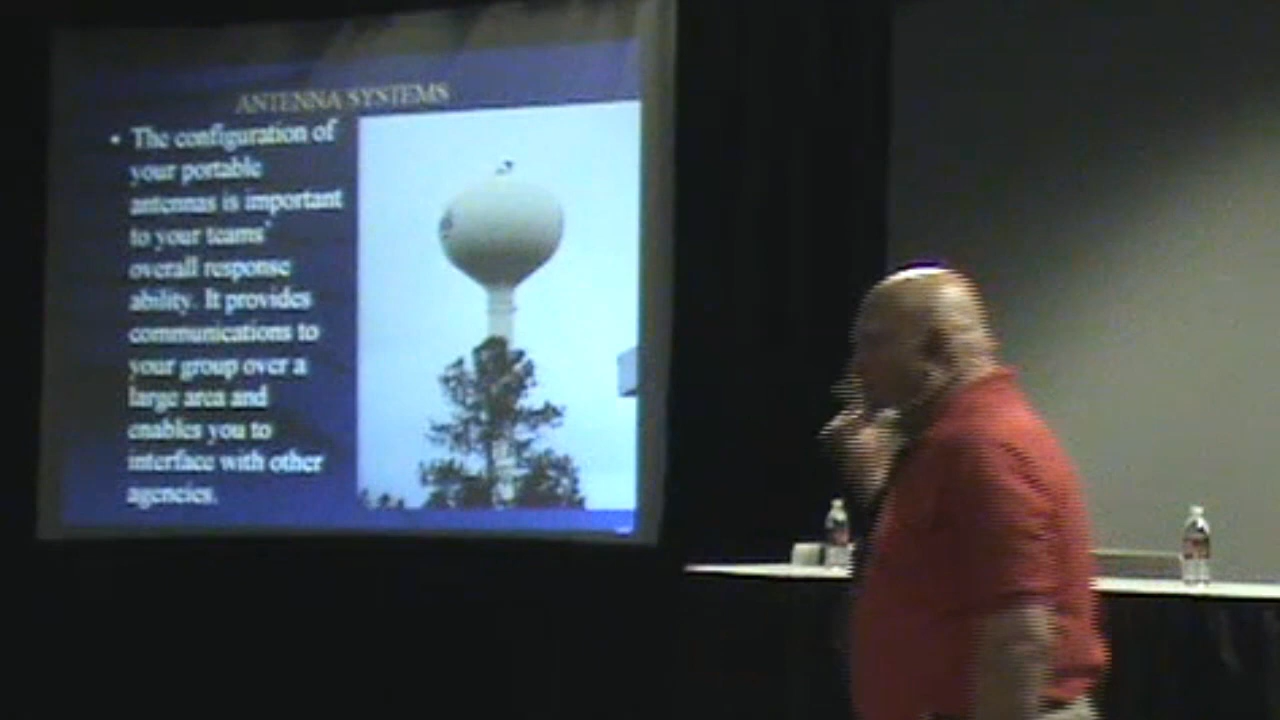 ANTENNA SYSTEMS
• The configuration of
your portable
antennas is important
to your teams'
overall response
ability. It provides
communications to
your group over a
large area and
enables you to
interface with other
agencies.